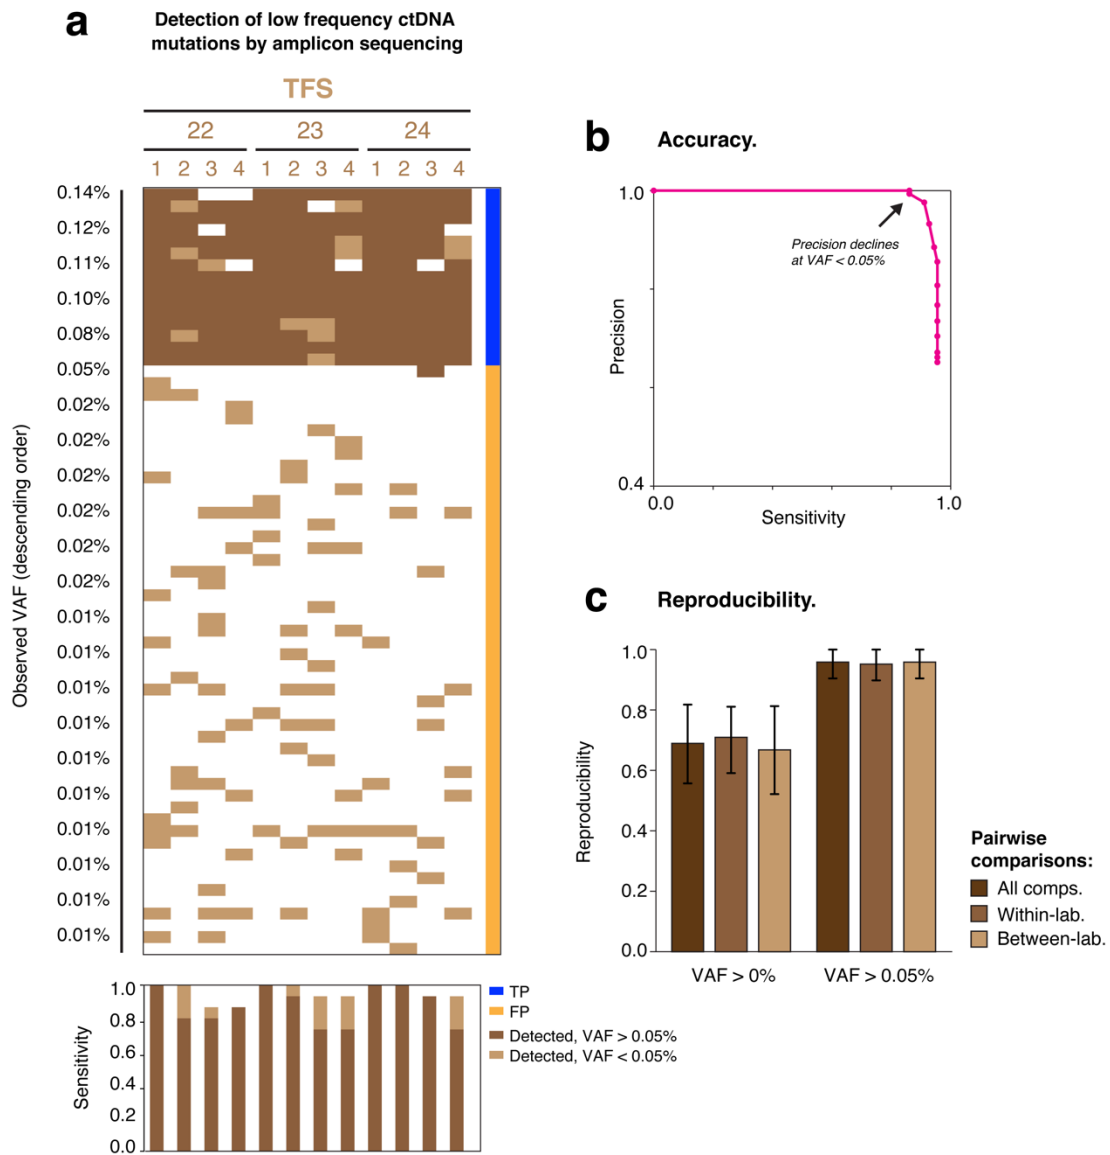 a
Detection of low frequency ctDNA
mutations by amplicon sequencing
TFS
22 23 24
1 2 3 4 1 2 3 4 1 2 3 4
Observed VAF (descending order)
0.14%
0.12%
0.11%
0.10%
0.08%
0.05%
0.02%
0.02%
0.02%
0.02%
0.02%
0.02%
0.01%
0.01%
0.01%
0.01%
0.01%
0.01%
0.01%
0.01%
0.01%
0.01%
Sensitivity
1.0
0.8
0.6
0.4
0.2
0.0
TP
FP
Detected, VAF > 0.05%
Detected, VAF < 0.05%
b Accuracy.
Precision
1.0
0.4
Precision declines
at VAF < 0.05%
0.0 1.0
Sensitivity
c Reproducibility.
Reproducibility
1.0
0.8
0.6
0.4
0.2
0.0
VAF > 0% VAF > 0.05%
Pairwise
comparisons:
All comps.
Within-lab.
Between-lab.